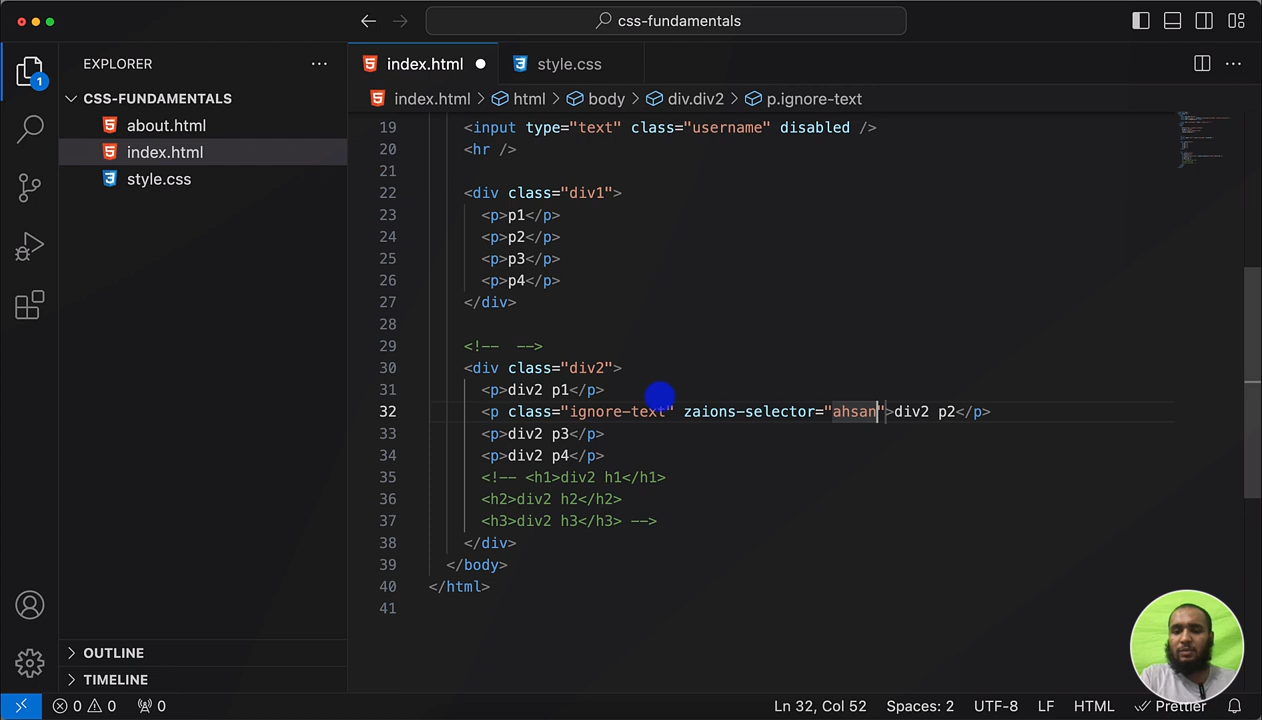 css-fundamentals
EXPLORER
index.html
style.css
1
CSS-FUNDAMENTALS
index.html > html > body > div.div2 > p.ignore-text
about.html
index.html
style.css
19 <input type="text" class="username" disabled />
20 <hr />
21
22 <div class="div1">
23 <p>p1</p>
24 <p>p2</p>
25 <p>p3</p>
26 <p>p4</p>
27 </div>
28
29 <!--  -->
30 <div class="div2">
31 <p>div2 p1</p>
32 <p class="ignore-text" zaions-selector="ahsan">div2 p2</p>
33 <p>div2 p3</p>
34 <p>div2 p4</p>
35 <!-- <h1>div2 h1</h1>
36 <h2>div2 h2</h2>
37 <h3>div2 h3</h3> -->
38 </div>
39 </body>
40 </html>
41
OUTLINE
TIMELINE
0 0 0
Ln 32, Col 52 Spaces: 2 UTF-8 LF HTML Prettier